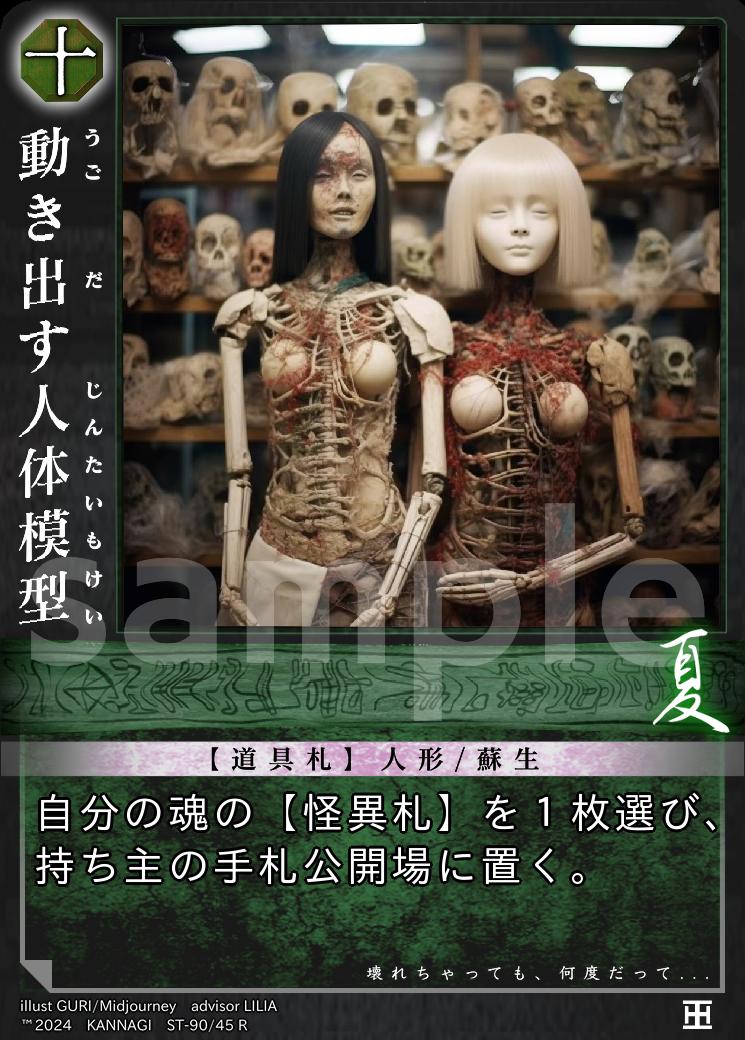 十
動き出す人体模型
うご だ じんたいもけい
sample
夏
【道具札】人形/蘇生
自分の魂の【怪異札】を１枚選び、
持ち主の手札公開場に置く。
壊れちゃっても、何度だって...
illust GURI/Midjourney advisor LILIA
™2024 KANNAGI ST-90/45 R